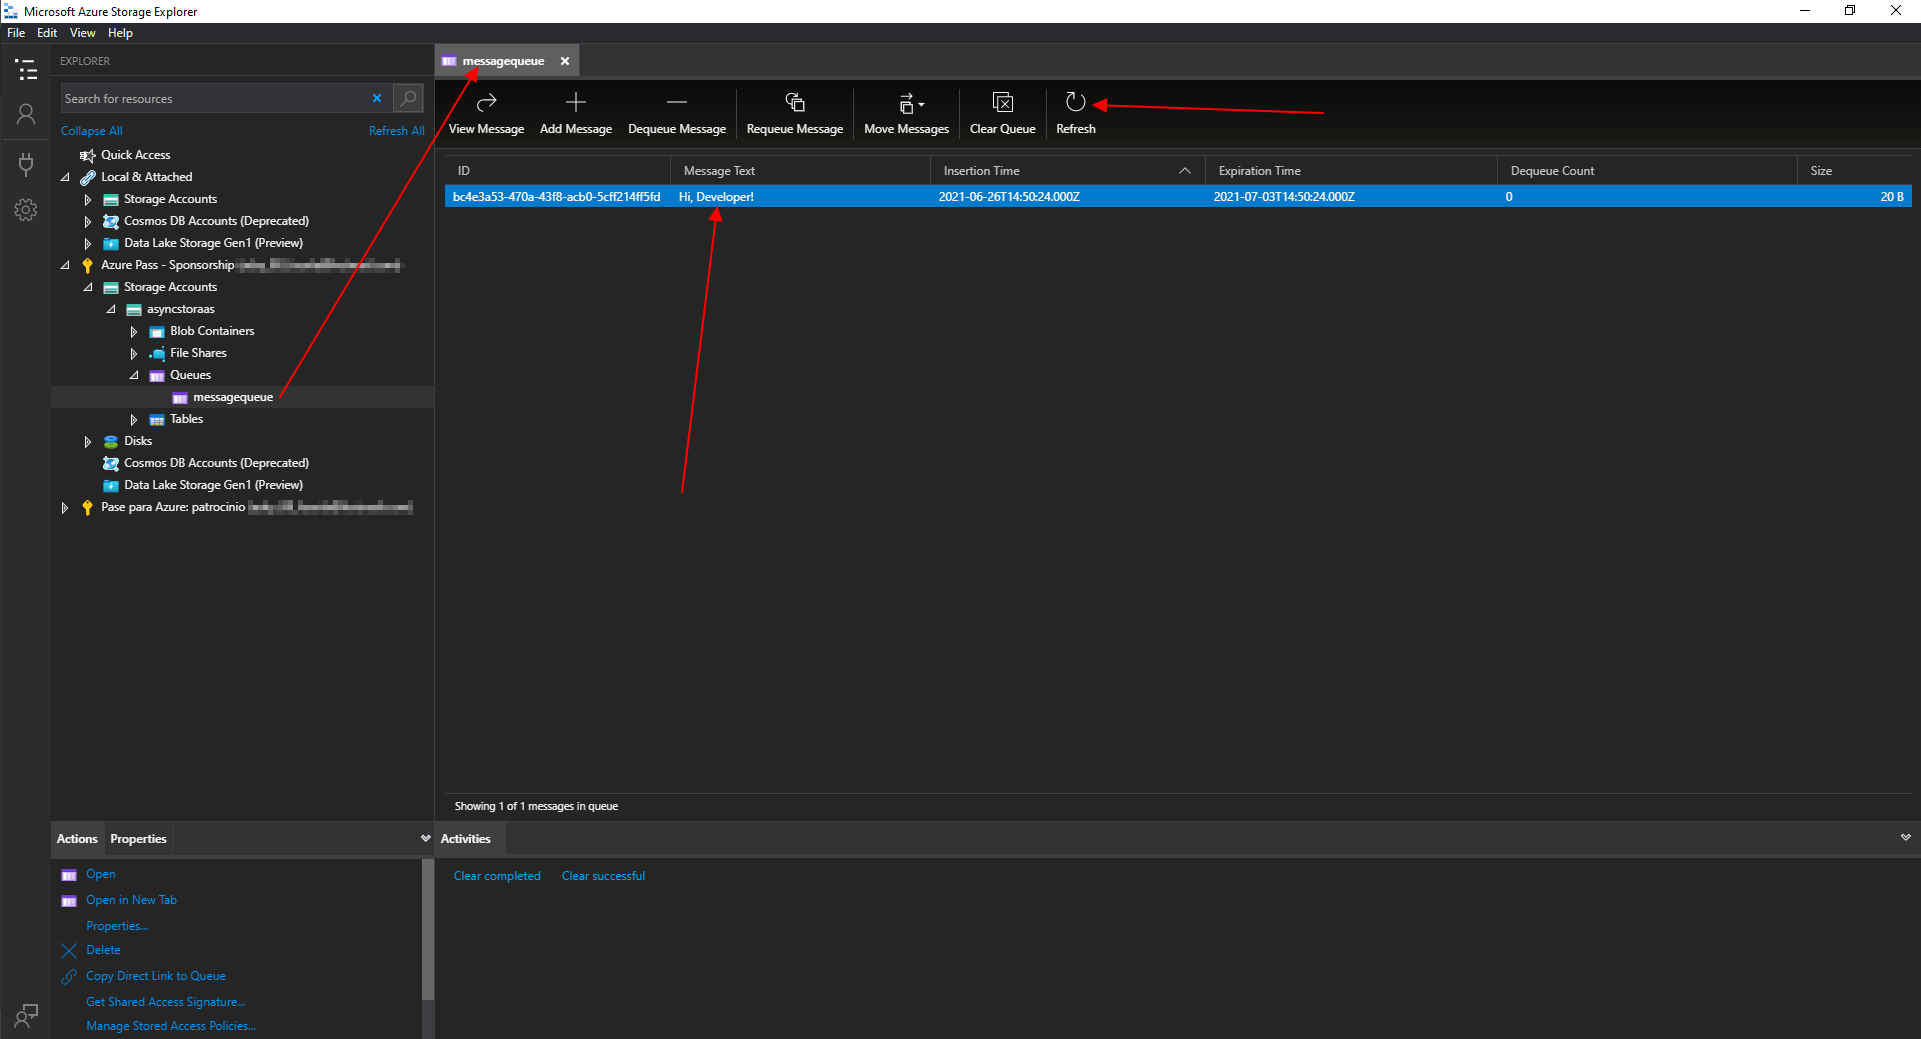 Microsoft Azure Storage Explorer
File Edit View Help
EXPLORER
Search for resources
Collapse All Refresh All
Quick Access
Local & Attached
Storage Accounts
Cosmos DB Accounts (Deprecated)
Data Lake Storage Gen1 (Preview)
Azure Pass - Sponsorship
Storage Accounts
asyncstoraas
Blob Containers
File Shares
Queues
messagequeue
Tables
Disks
Cosmos DB Accounts (Deprecated)
Data Lake Storage Gen1 (Preview)
Pase para Azure: patrocinio
Actions Properties
Open
Open in New Tab
Properties...
Delete
Copy Direct Link to Queue
Get Shared Access Signature...
Manage Stored Access Policies...
messagequeue
View Message Add Message Dequeue Message Requeue Message Move Messages Clear Queue Refresh
ID Message Text Insertion Time Expiration Time Dequeue Count Size
bc4e3a53-470a-43f8-acb0-5cff214ff5fd Hi, Developer! 2021-06-26T14:50:24.000Z 2021-07-03T14:50:24.000Z 0 20 B
Showing 1 of 1 messages in queue
Activities
Clear completed Clear successful